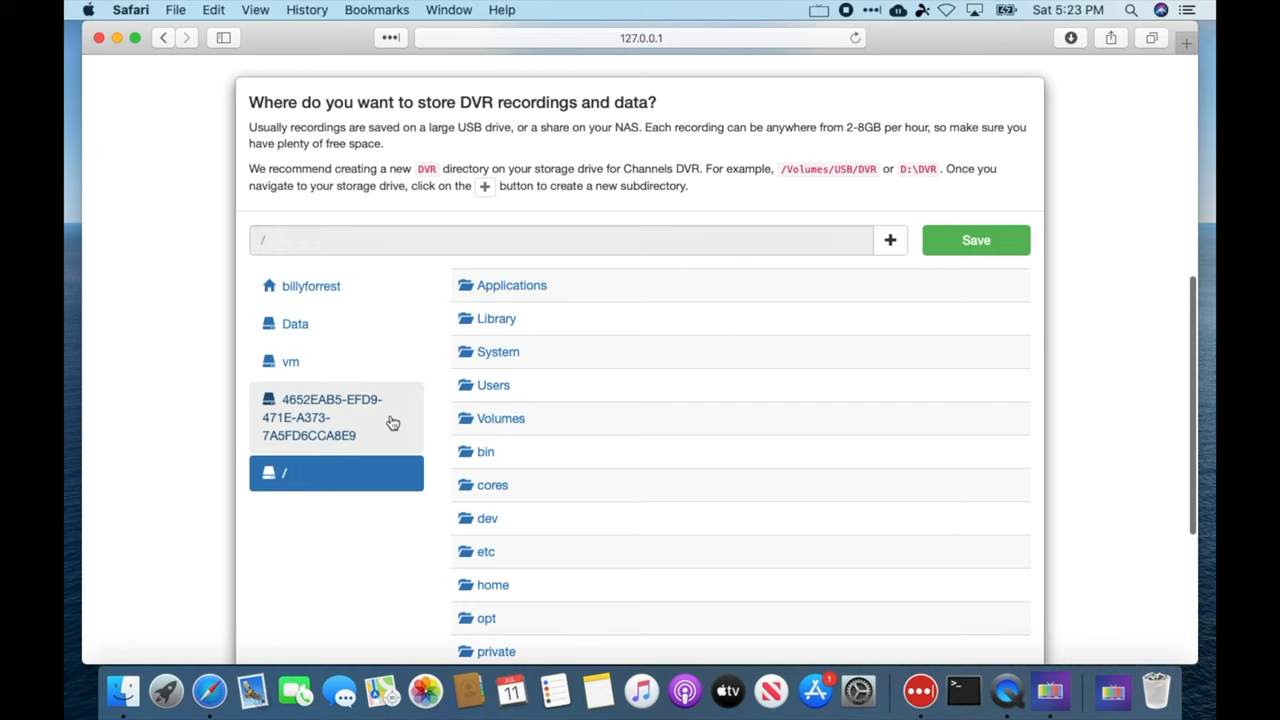 Safari File Edit View History Bookmarks Window Help Sat 5:23 PM
127.0.0.1
Where do you want to store DVR recordings and data?
Usually recordings are saved on a large USB drive, or a share on your NAS. Each recording can be anywhere from 2-8GB per hour, so make sure you
have plenty of free space.
We recommend creating a new DVR directory on your storage drive for Channels DVR. For example, /Volumes/USB/DVR or D:\DVR . Once you
navigate to your storage drive, click on the + button to create a new subdirectory.
/ + Save
billyforrest
Data
vm
4652EAB5-EFD9-
471E-A373-
7A5FD6CCA8E9
/
Applications
Library
System
Users
Volumes
bin
cores
dev
etc
home
opt
private
11
tv
1